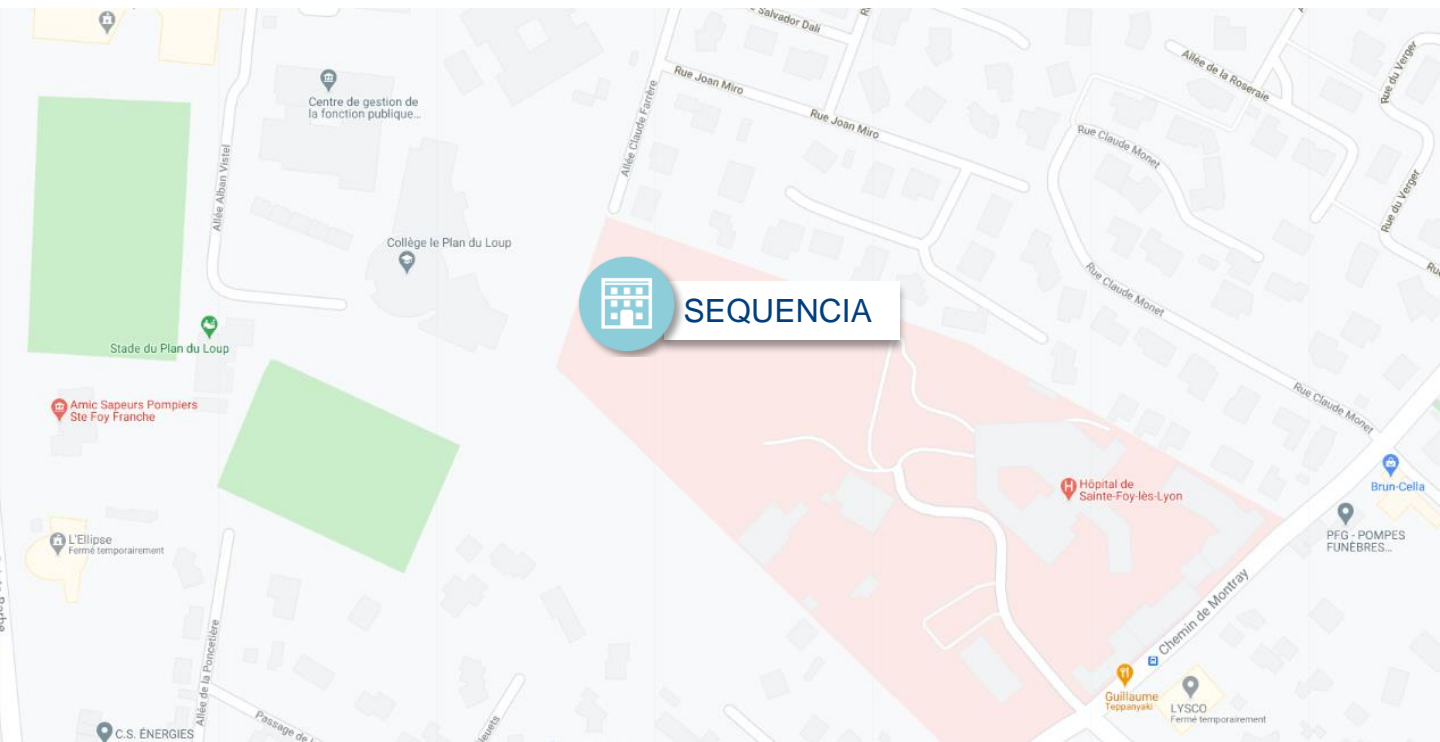 Salvador Dali
Rue Joan Miro
Allée Claude Farrère
Rue Joan Miro
Allée de la Roseraie
Rue du Verger
Centre de gestion de
la fonction publique...
Rue Claude Monet
Allée Alban Vistel
Rue du Verger
Collège le Plan du Loup
Rue Claude Monet
SEQUENCIA
Stade du Plan du Loup
Amic Sapeurs Pompiers
Ste Foy Franche
Rue Claude Monet
Brun-Cella
Hôpital de
Sainte-Foy-lès-Lyon
PFG - POMPES
FUNÈBRES...
L'Ellipse
Fermé temporairement
Chemin de Montray
Allée de la Poncetière
Guillaume
Teppanyaki
LYSCO
Fermé temporairement
Passage de
C.S. ÉNERGIES